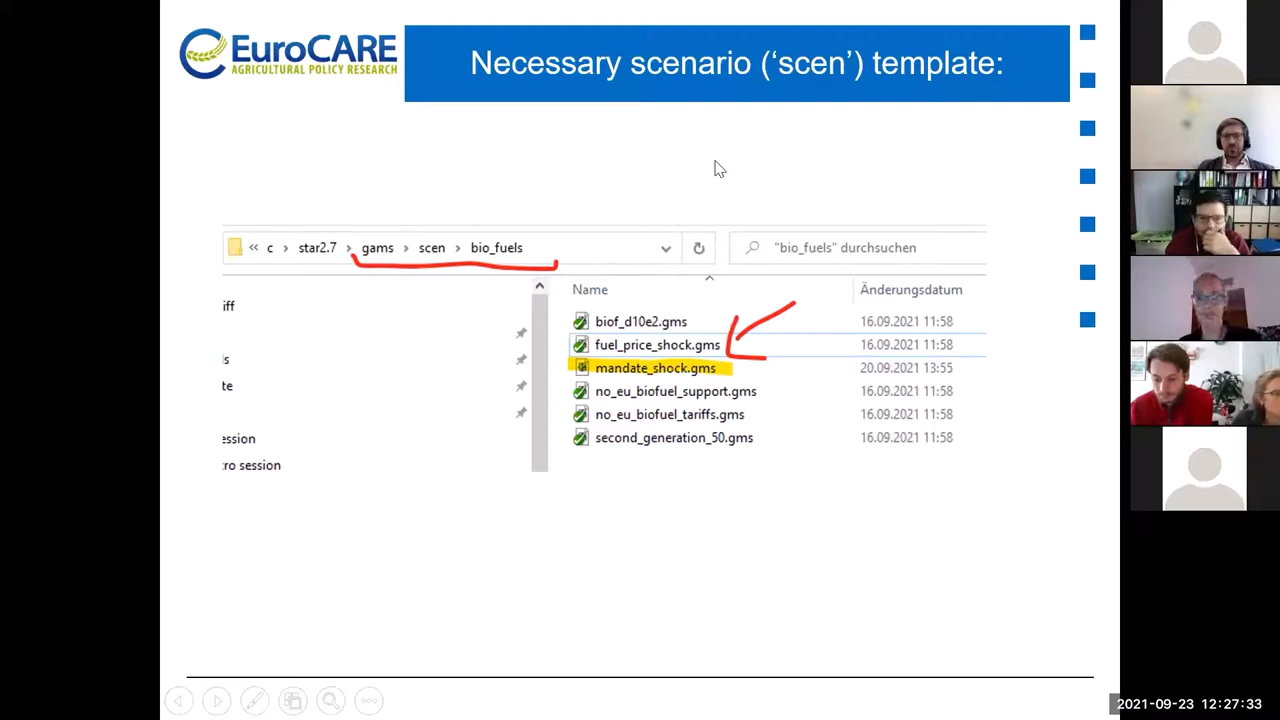 EuroCARE
AGRICULTURAL POLICY RESEARCH
Necessary scenario (‘scen’) template:
« c › star2.7 › gams › scen › bio_fuels
"bio_fuels" durchsuchen
Name Änderungsdatum
iff
biof_d10e2.gms 16.09.2021 11:58
fuel_price_shock.gms 16.09.2021 11:58
s
mandate_shock.gms 20.09.2021 13:55
te
no_eu_biofuel_support.gms 16.09.2021 11:58
no_eu_biofuel_tariffs.gms 16.09.2021 11:58
ession
second_generation_50.gms 16.09.2021 11:58
tro session
2021-09-23 12:27:33